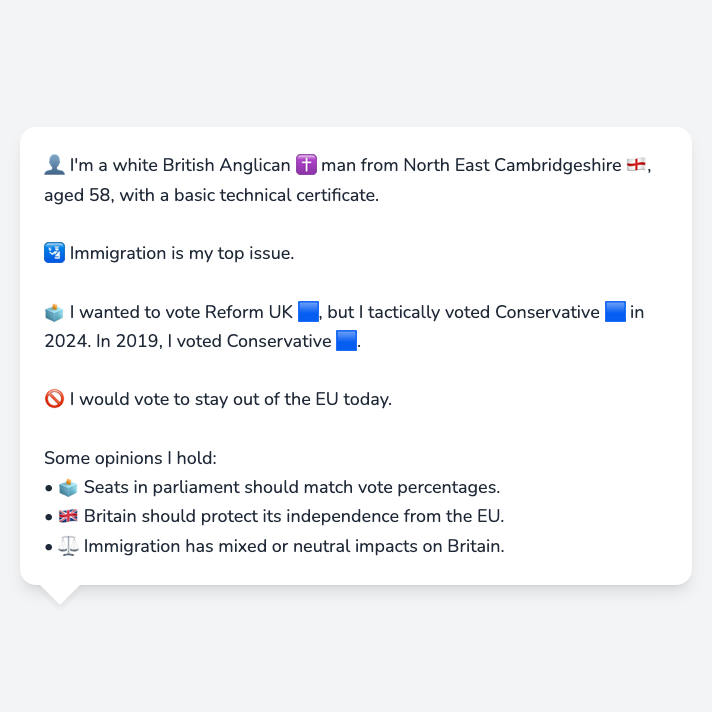 👤 I'm a white British Anglican ✝️ man from North East Cambridgeshire 🏴󠁧󠁢󠁥󠁮󠁧󠁿,
aged 58, with a basic technical certificate.
🛂 Immigration is my top issue.
🗳️ I wanted to vote Reform UK 🟦, but I tactically voted Conservative 🟦 in
2024. In 2019, I voted Conservative 🟦.
🚫 I would vote to stay out of the EU today.
Some opinions I hold:
• 🗳️ Seats in parliament should match vote percentages.
• 🇬🇧 Britain should protect its independence from the EU.
• ⚖️ Immigration has mixed or neutral impacts on Britain.